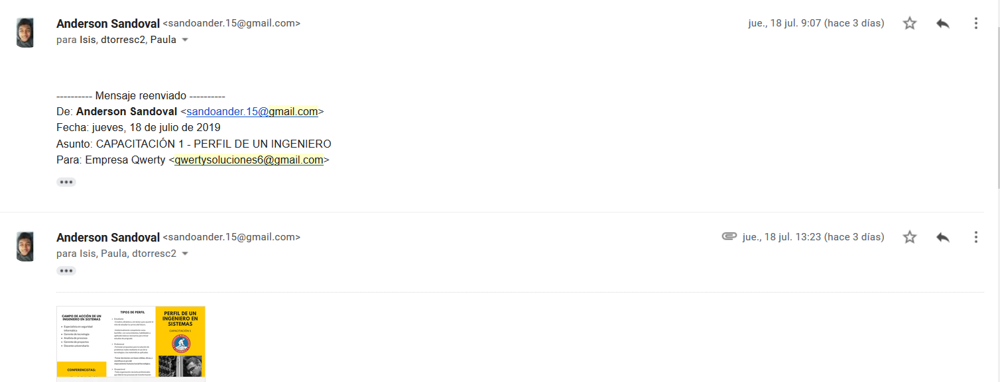 Anderson Sandoval <sandoander.15@gmail.com>
jue., 18 jul. 9:07 (hace 3 días)
para Isis, dtorresc2, Paula
---------- Mensaje reenviado ----------
De: Anderson Sandoval <sandoander.15@gmail.com>
Fecha: jueves, 18 de julio de 2019
Asunto: CAPACITACIÓN 1 - PERFIL DE UN INGENIERO
Para: Empresa Qwerty <qwertysoluciones6@gmail.com>
Anderson Sandoval <sandoander.15@gmail.com>
jue., 18 jul. 13:23 (hace 3 días)
para Isis, Paula, dtorresc2
CAMPO DE ACCIÓN DE UN
INGENIERO EN SISTEMAS
Especialista en seguridad
informática
Gerente de tecnología
Analista de procesos
Gerente de proyectos
Docente universitario
CONFERENCISTAS:
TIPOS DE PERFIL
Estudiante
Profesional
Ocupacional
PERFIL DE UN
INGENIERO EN
SISTEMAS
CAPACITACIÓN 1